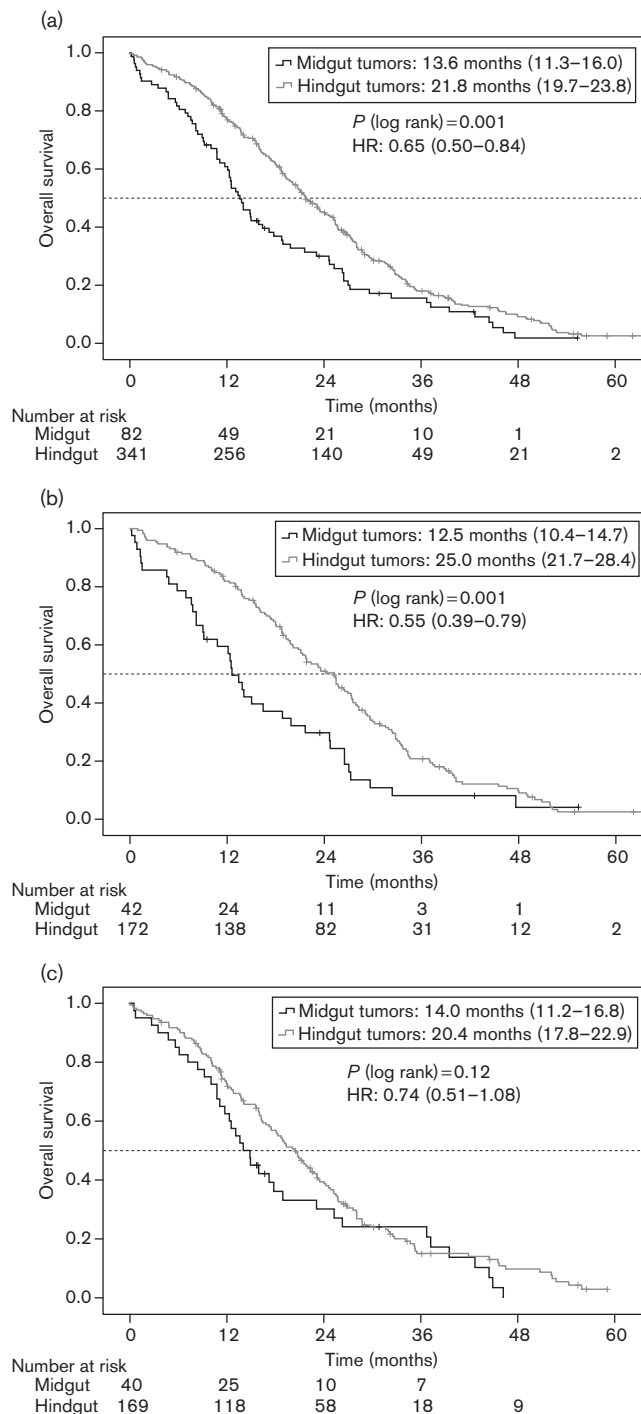 (a)
1.0
0.8
0.6
0.4
0.2
0.0
Overall survival
Midgut tumors: 13.6 months (11.3–16.0)
Hindgut tumors: 21.8 months (19.7–23.8)
P (log rank)=0.001
HR: 0.65 (0.50–0.84)
0 12 24 36 48 60
Time (months)
Number at risk
Midgut 82 49 21 10 1
Hindgut 341 256 140 49 21 2
(b)
1.0
0.8
0.6
0.4
0.2
0.0
Overall survival
Midgut tumors: 12.5 months (10.4–14.7)
Hindgut tumors: 25.0 months (21.7–28.4)
P (log rank)=0.001
HR: 0.55 (0.39–0.79)
0 12 24 36 48 60
Time (months)
Number at risk
Midgut 42 24 11 3 1
Hindgut 172 138 82 31 12 2
(c)
1.0
0.8
0.6
0.4
0.2
0.0
Overall survival
Midgut tumors: 14.0 months (11.2–16.8)
Hindgut tumors: 20.4 months (17.8–22.9)
P (log rank)=0.12
HR: 0.74 (0.51–1.08)
0 12 24 36 48 60
Time (months)
Number at risk
Midgut 40 25 10 7
Hindgut 169 118 58 18 9